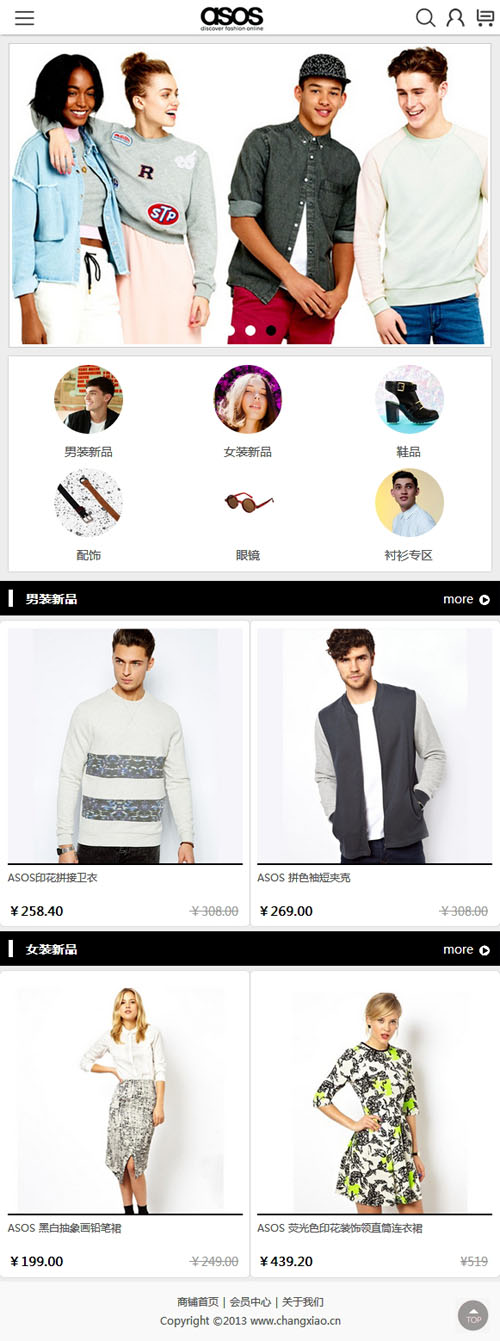 asos
discover fashion online
R
STP
男装新品 女装新品 鞋品
配饰 眼镜 衬衫专区
男装新品 more
ASOS印花拼接卫衣 ASOS 拼色袖短夹克
￥258.40 ￥308.00 ￥269.00 ￥308.00
女装新品 more
ASOS 黑白抽象画铅笔裙 ASOS 荧光色印花装饰领直筒连衣裙
￥199.00 ￥249.00 ￥439.20 ¥519
商铺首页 | 会员中心 | 关于我们
Copyright ©2013 www.changxiao.cn
TOP